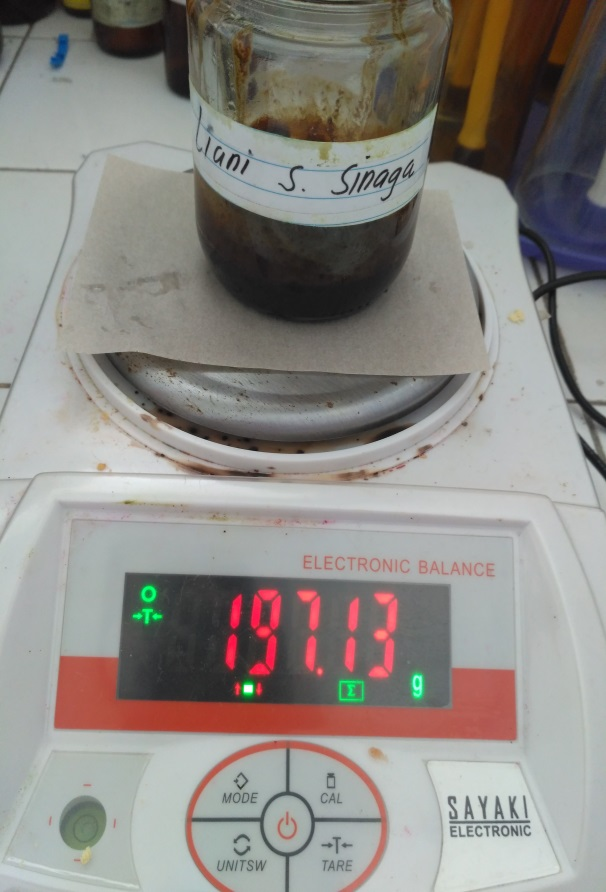 Liani S. Sinaga
ELECTRONIC BALANCE
O
→T←
197.13
Σ
g
MODE
CAL
UNITSW
→T←
TARE
SAYAKI
ELECTRONIC